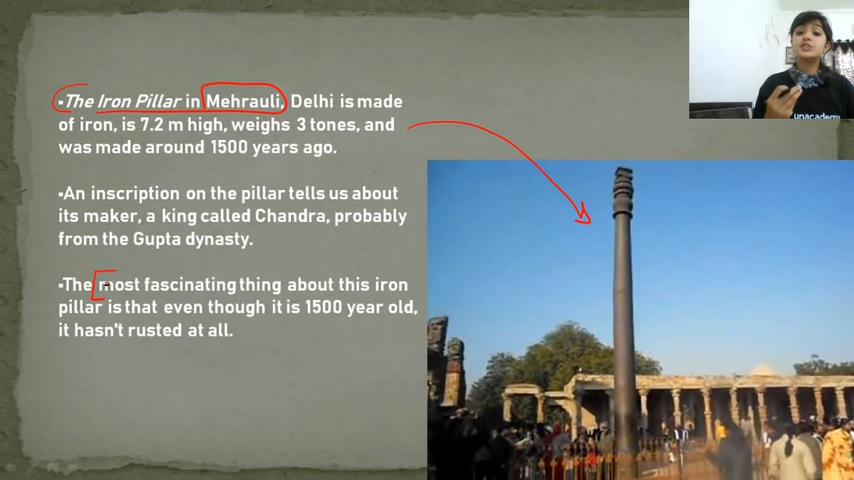 ▪The Iron Pillar in Mehrauli, Delhi is made
of iron, is 7.2 m high, weighs 3 tones, and
was made around 1500 years ago.
▪An inscription on the pillar tells us about
its maker, a king called Chandra, probably
from the Gupta dynasty.
▪The most fascinating thing about this iron
pillar is that even though it is 1500 year old,
it hasn't rusted at all.
unacademy